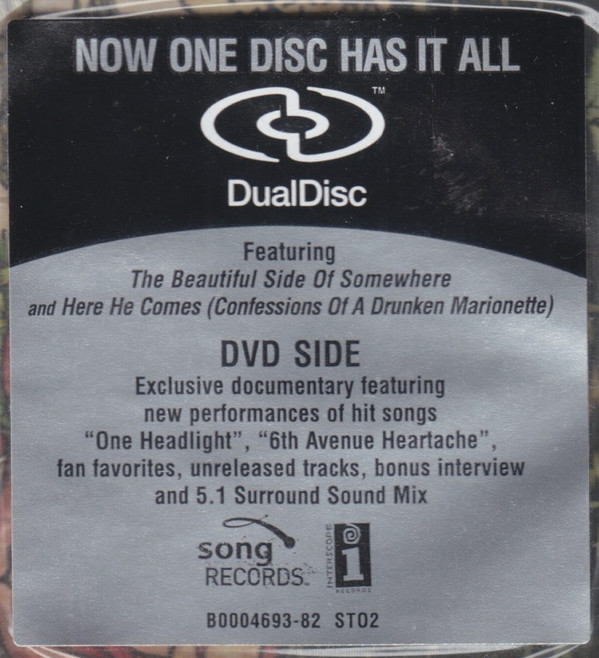 NOW ONE DISC HAS IT ALL
TM
DualDisc
Featuring
The Beautiful Side Of Somewhere
and Here He Comes (Confessions Of A Drunken Marionette)
DVD SIDE
Exclusive documentary featuring
new performances of hit songs
“One Headlight”, “6th Avenue Heartache”,
fan favorites, unreleased tracks, bonus interview
and 5.1 Surround Sound Mix
song
RECORDS
INTERSCOPE
i
RECORDS
B0004693-82 ST02